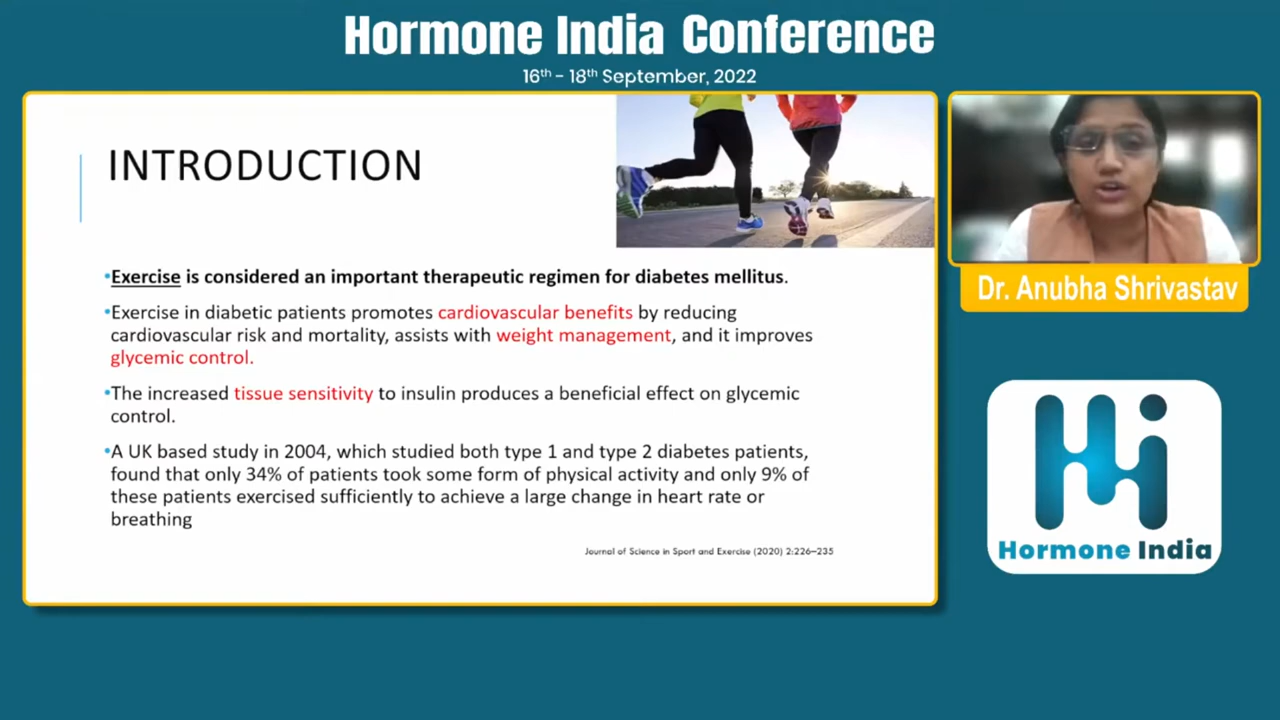 Hormone India Conference
16th - 18th September, 2022
INTRODUCTION
•Exercise is considered an important therapeutic regimen for diabetes mellitus.
•Exercise in diabetic patients promotes cardiovascular benefits by reducing
cardiovascular risk and mortality, assists with weight management, and it improves
glycemic control.
•The increased tissue sensitivity to insulin produces a beneficial effect on glycemic
control.
•A UK based study in 2004, which studied both type 1 and type 2 diabetes patients,
found that only 34% of patients took some form of physical activity and only 9% of
these patients exercised sufficiently to achieve a large change in heart rate or
breathing
Journal of Science in Sport and Exercise (2020) 2:226–235
Dr. Anubha Shrivastav
Hormone India